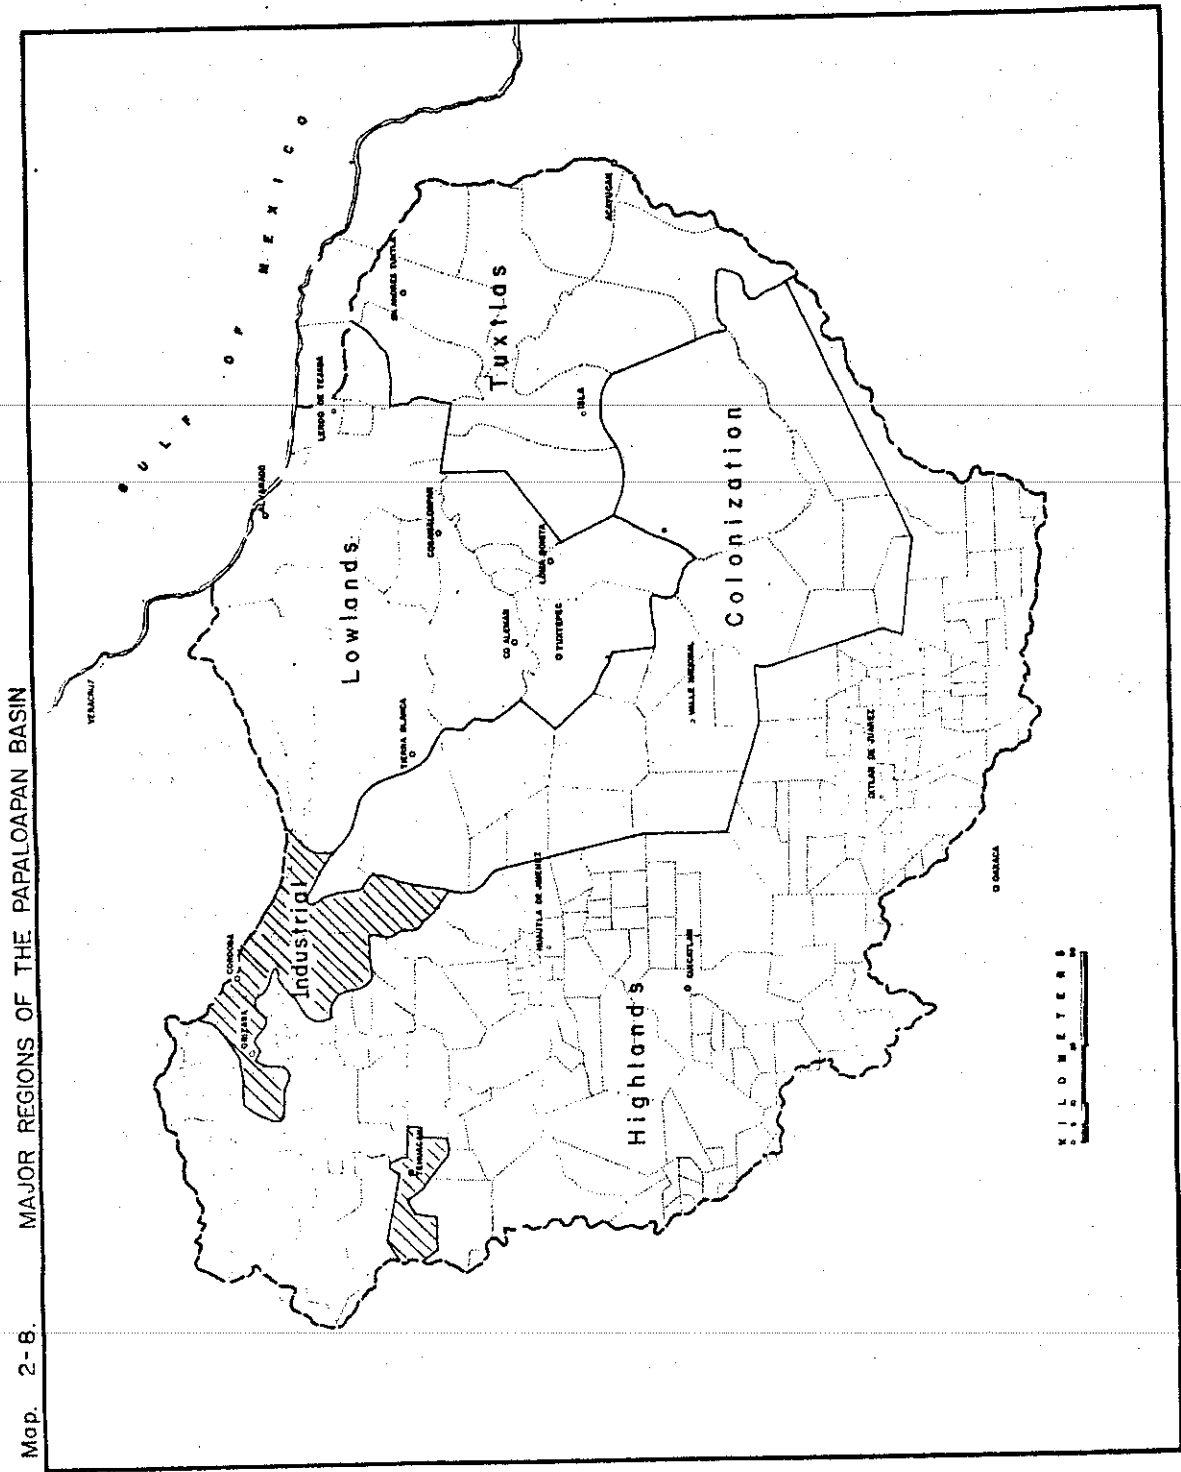 Map. 2-8. MAJOR REGIONS OF THE PAPALOAPAN BASIN
GULF OF MEXICO
VERACRUZ
ALVARADO
LERDO DE TEJADA
SN ANDRES TUXTLA
ACAYUCAN
Lowlands
COSAMALOAPAN
Tuxtlas
ISLA
TIERRA BLANCA
CD ALEMAN
LOMA BONITA
TUXTEPEC
Colonization
VALLE NACIONAL
CORDOBA
Industrial
ORIZABA
TEHUACAN
HUAUTLA DE JIMENEZ
CUICATLAN
Highlands
IXTLAN DE JUAREZ
OAXACA
KILOMETERS